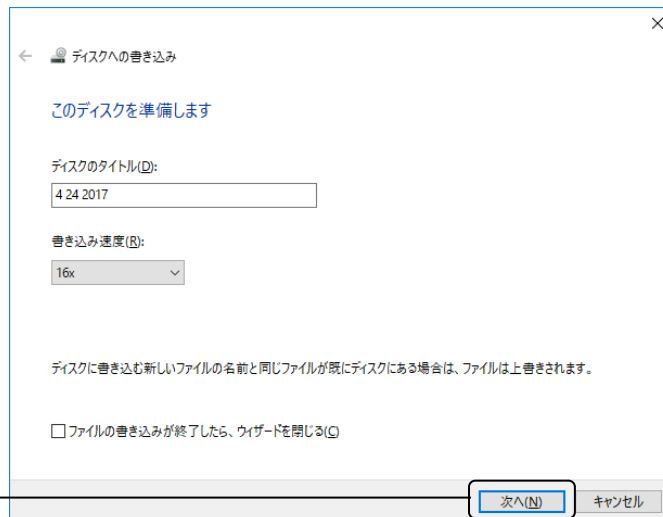 ディスクへの書き込み
このディスクを準備します
ディスクのタイトル(D):
4 24 2017
書き込み速度(R):
16x
ディスクに書き込む新しいファイルの名前と同じファイルが既にディスクにある場合は、ファイルは上書きされます。
ファイルの書き込みが終了したら、ウィザードを閉じる(C)
次へ(N) キャンセル